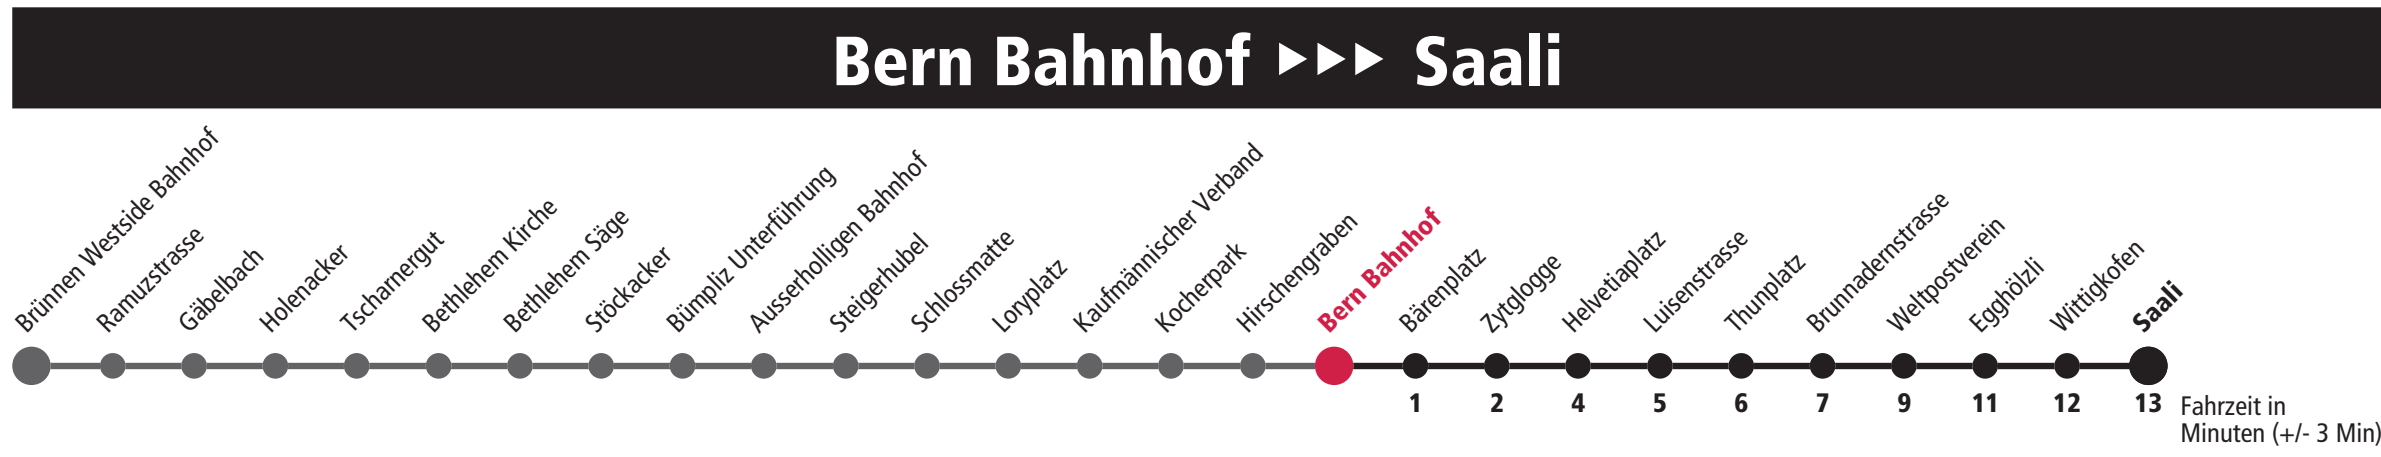 Bern Bahnhof ▶▶▶ Saali
Brünnen Westside Bahnhof
Ramuzstrasse
Gäbelbach
Holenacker
Tscharnergut
Bethlehem Kirche
Bethlehem Säge
Stöckacker
Bümpliz Unterführung
Ausserholligen Bahnhof
Steigerhubel
Schlossmatte
Loryplatz
Kaufmännischer Verband
Kocherpark
Hirschengraben
Bern Bahnhof
Bärenplatz
Zytglogge
Helvetiaplatz
Luisenstrasse
Thunplatz
Brunnadernstrasse
Weltpostverein
Egghölzli
Wittigkofen
Saali
1 2 4 5 6 7 9 11 12 13
Fahrzeit in
Minuten (+/- 3 Min)